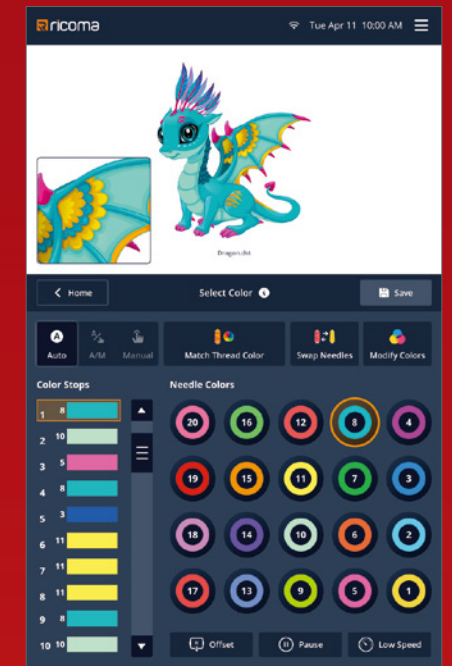 ricoma Tue Apr 11 10:00 AM
Dragon.dst
Home Select Color Save
A
Auto A/M Manual Match Thread Color Swap Needles Modify Colors
Color Stops Needle Colors
1 8
2 10
3 5
4 8
5 3
6 11
7 11
8 11
9 8
10 10
20 16 12 8 4
19 15 11 7 3
18 14 10 6 2
17 13 9 5 1
Offset Pause Low Speed